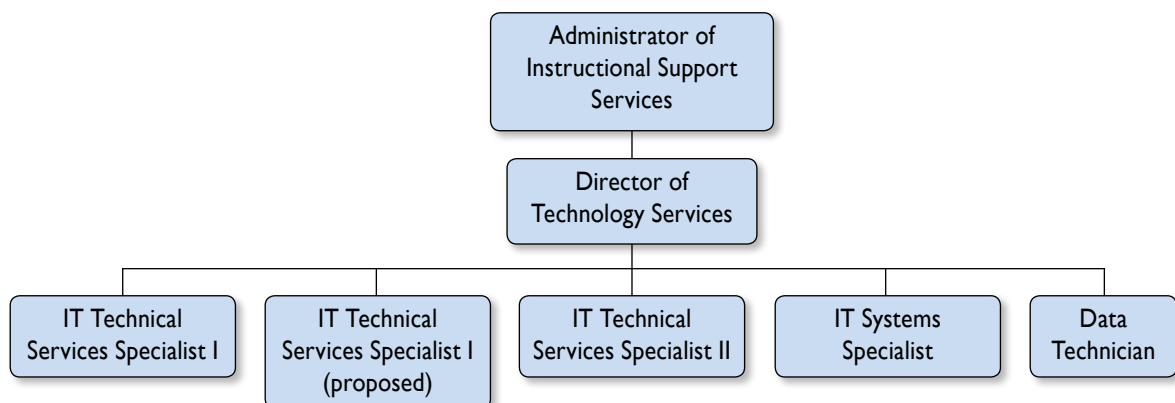 Administrator of
Instructional Support
Services
Director of
Technology Services
IT Technical
Services Specialist I
IT Technical
Services Specialist I
(proposed)
IT Technical
Services Specialist II
IT Systems
Specialist
Data
Technician